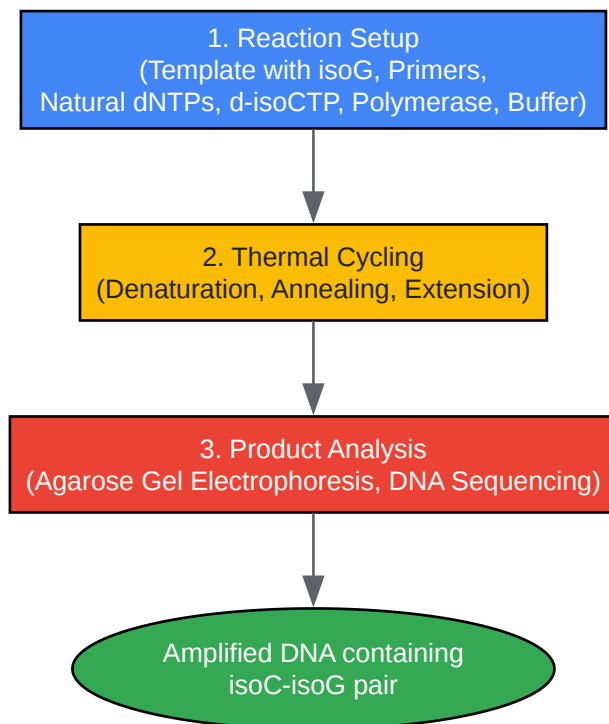 1. Reaction Setup
(Template with isoG, Primers,
Natural dNTPs, d-isoCTP, Polymerase, Buffer)
2. Thermal Cycling
(Denaturation, Annealing, Extension)
3. Product Analysis
(Agarose Gel Electrophoresis, DNA Sequencing)
Amplified DNA containing
isoC-isoG pair